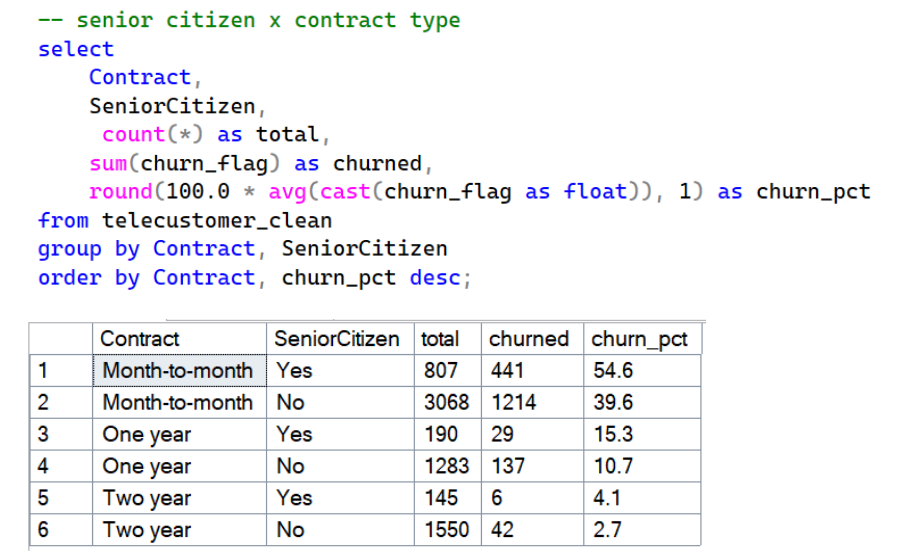 -- senior citizen x contract type
select
Contract,
SeniorCitizen,
count(*) as total,
sum(churn_flag) as churned,
round(100.0 * avg(cast(churn_flag as float)), 1) as churn_pct
from telecustomer_clean
group by Contract, SeniorCitizen
order by Contract, churn_pct desc;
Contract SeniorCitizen total churned churn_pct
1 Month-to-month Yes 807 441 54.6
2 Month-to-month No 3068 1214 39.6
3 One year Yes 190 29 15.3
4 One year No 1283 137 10.7
5 Two year Yes 145 6 4.1
6 Two year No 1550 42 2.7